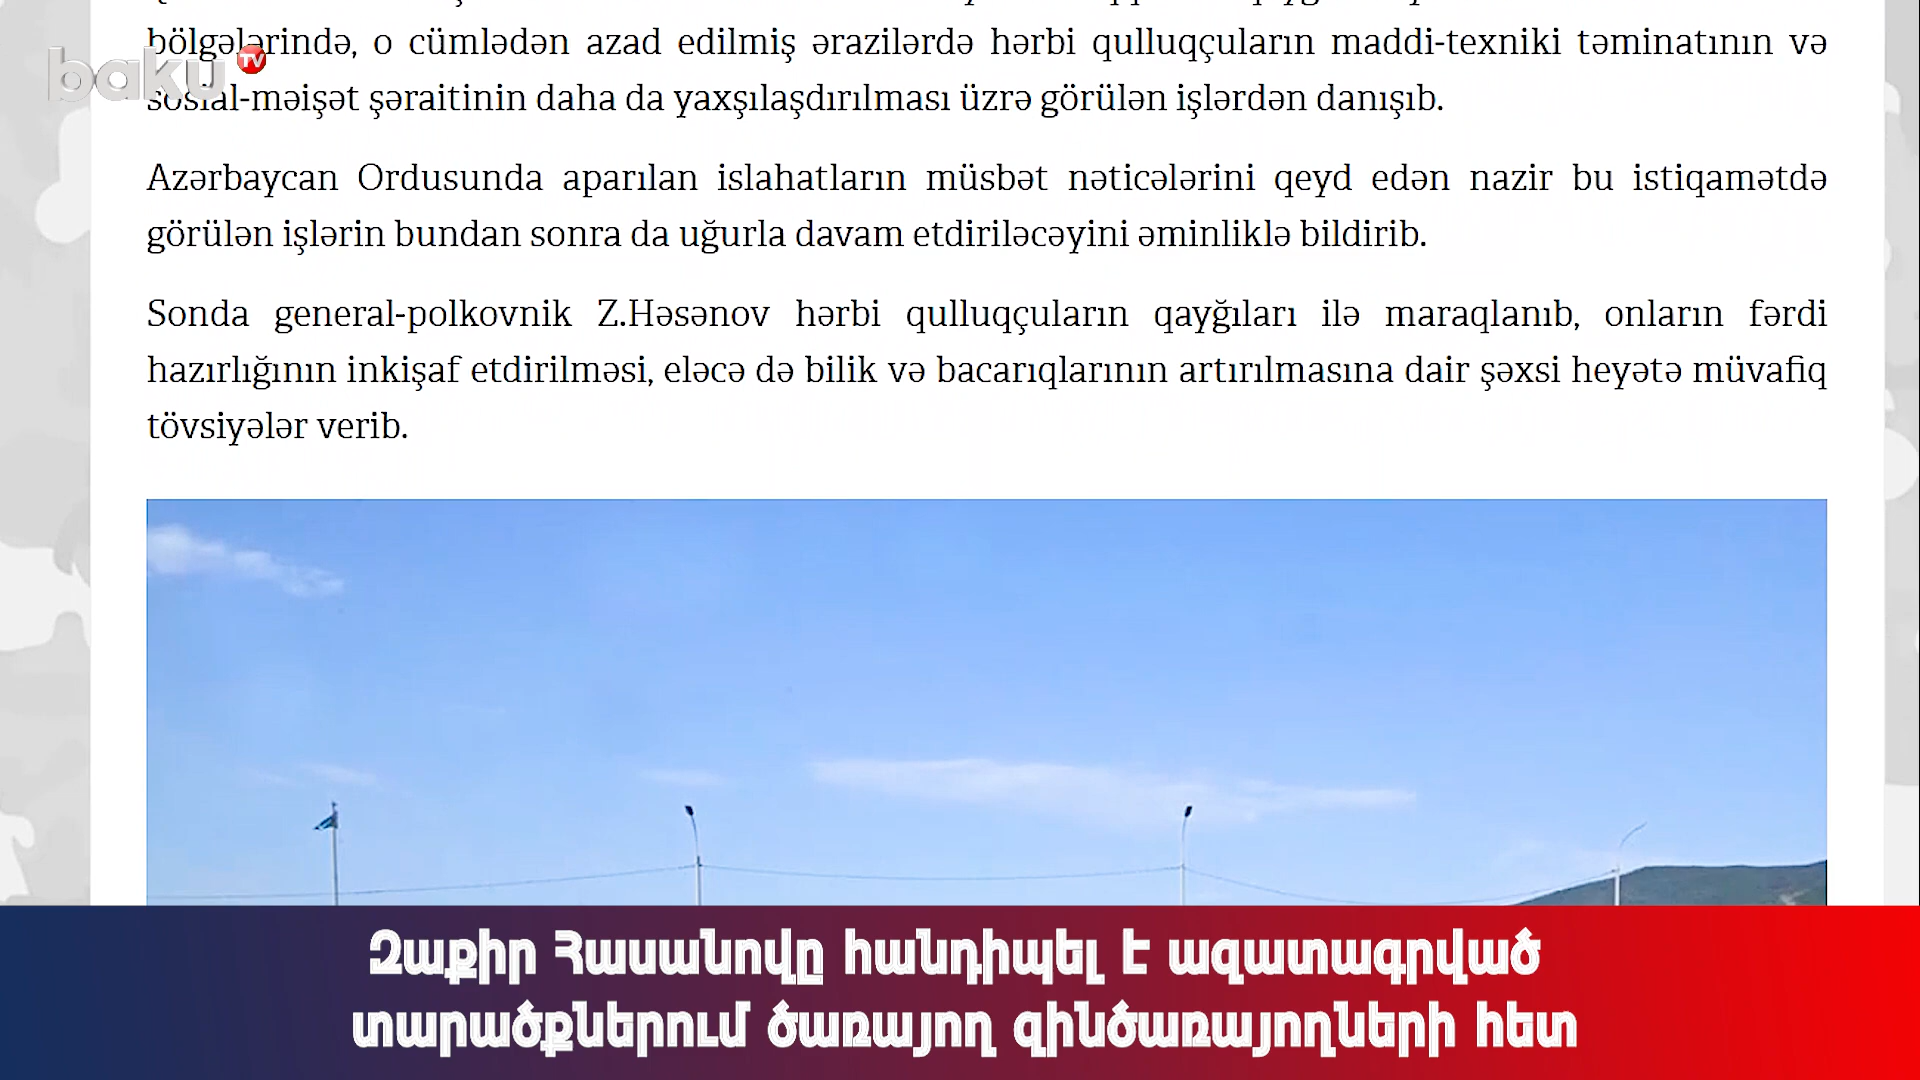 bölgələrində, o cümlədən azad edilmiş ərazilərdə hərbi qulluqçuların maddi-texniki təminatının və
baku TV
sosial-məişət şəraitinin daha da yaxşılaşdırılması üzrə görülən işlərdən danışıb.
Azərbaycan Ordusunda aparılan islahatların müsbət nəticələrini qeyd edən nazir bu istiqamətdə
görülən işlərin bundan sonra da uğurla davam etdiriləcəyini əminliklə bildirib.
Sonda general-polkovnik Z.Həsənov hərbi qulluqçuların qayğıları ilə maraqlanıb, onların fərdi
hazırlığının inkişaf etdirilməsi, eləcə də bilik və bacarıqlarının artırılmasına dair şəxsi heyətə müvafiq
tövsiyələr verib.
Զաքիր Հասանովը հանդիպել է ազատագրված
տարածքներում ծառայող զինծառայողների հետ